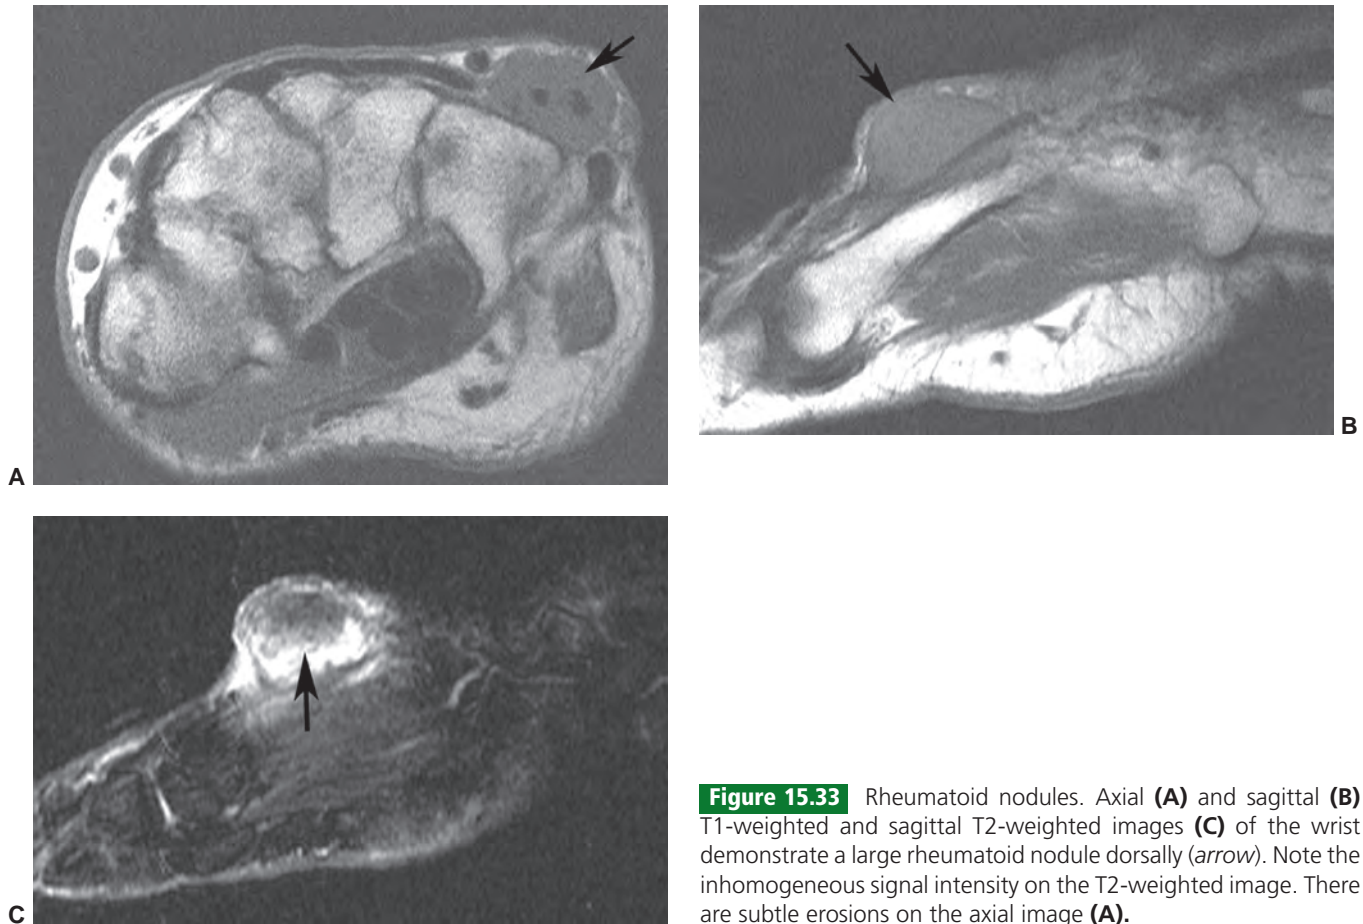 A
B
C
Figure 15.33 Rheumatoid nodules. Axial (A) and sagittal (B)
T1-weighted and sagittal T2-weighted images (C) of the wrist
demonstrate a large rheumatoid nodule dorsally (arrow). Note the
inhomogeneous signal intensity on the T2-weighted image. There
are subtle erosions on the axial image (A).